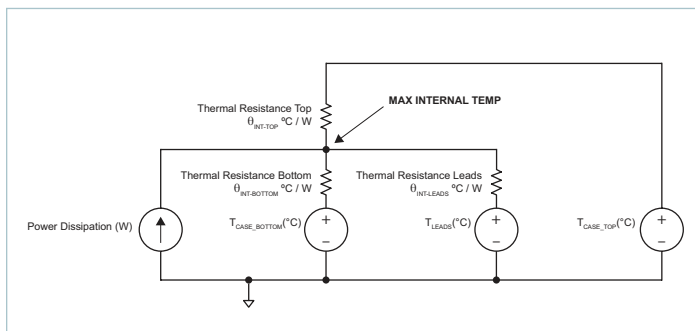 Thermal Resistance Top
θINT-TOP ºC / W
MAX INTERNAL TEMP
Thermal Resistance Bottom
θINT-BOTTOM ºC / W
Thermal Resistance Leads
θINT-LEADS ºC / W
Power Dissipation (W)
TCASE_BOTTOM(°C)
+
–
TLEADS(°C)
+
–
TCASE_TOP(°C)
+
–